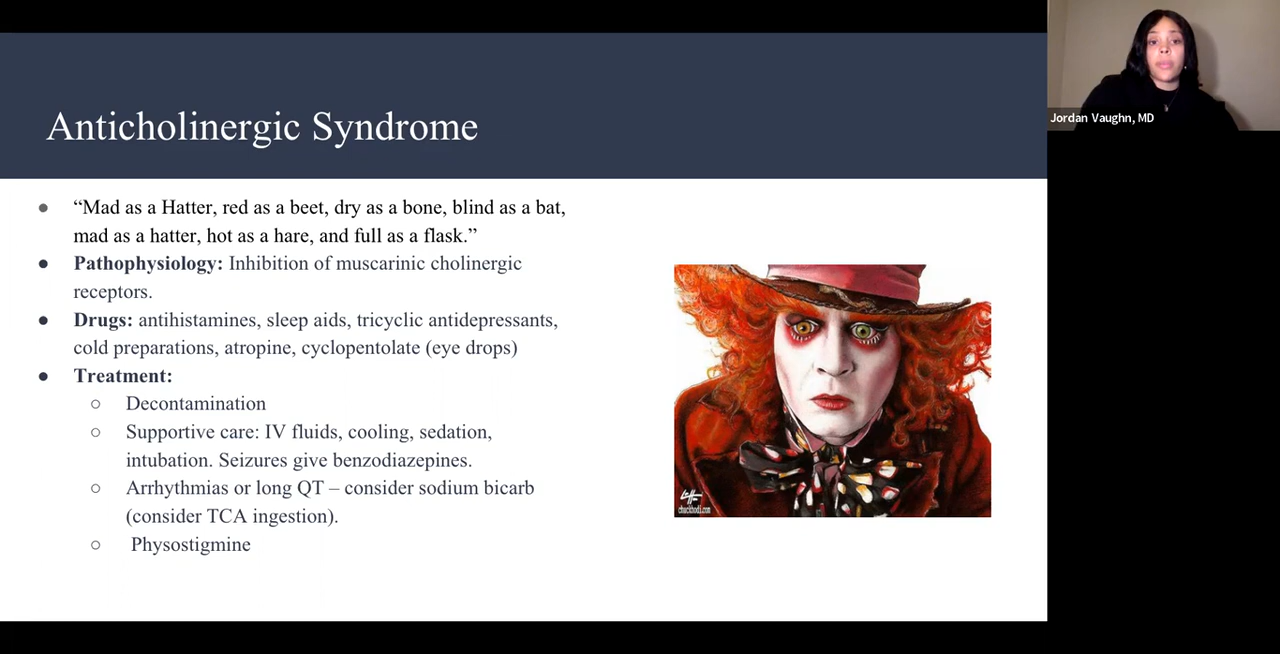 Anticholinergic Syndrome
Jordan Vaughn, MD
● “Mad as a Hatter, red as a beet, dry as a bone, blind as a bat,
mad as a hatter, hot as a hare, and full as a flask.”
● Pathophysiology: Inhibition of muscarinic cholinergic
receptors.
● Drugs: antihistamines, sleep aids, tricyclic antidepressants,
cold preparations, atropine, cyclopentolate (eye drops)
● Treatment:
○ Decontamination
○ Supportive care: IV fluids, cooling, sedation,
intubation. Seizures give benzodiazepines.
○ Arrhythmias or long QT – consider sodium bicarb
(consider TCA ingestion).
○ Physostigmine